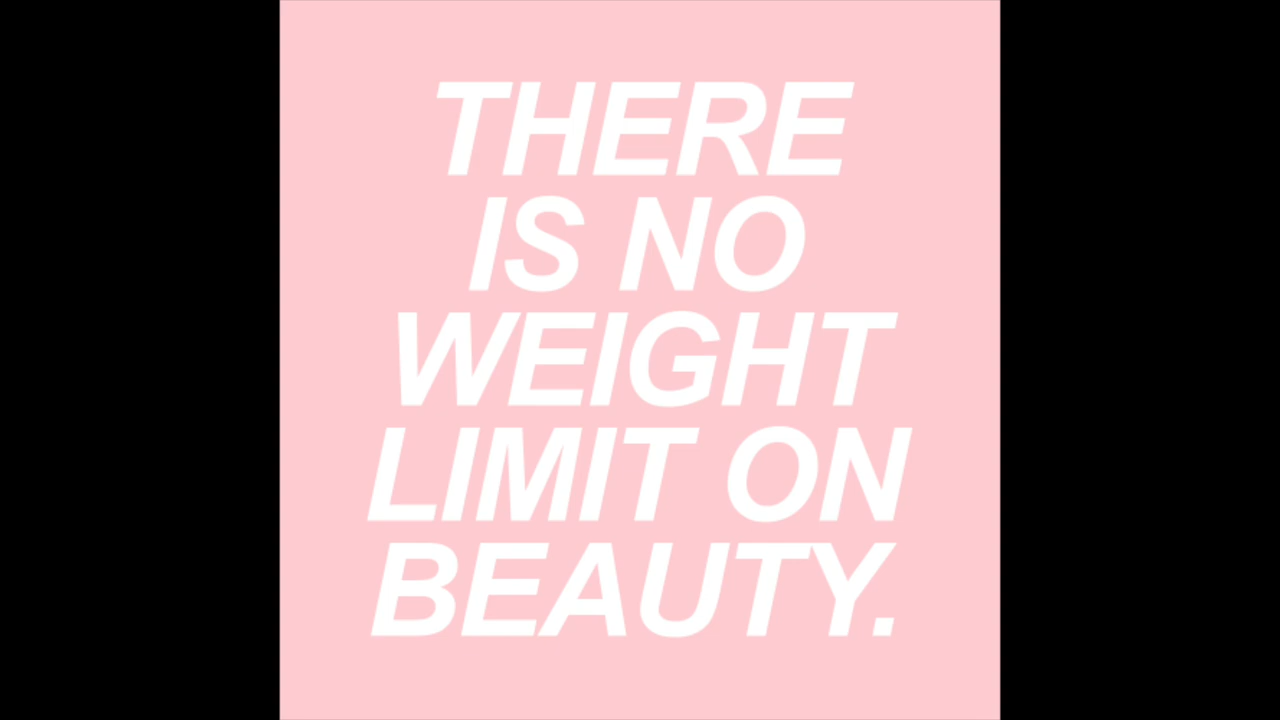 THERE
IS NO
WEIGHT
LIMIT ON
BEAUTY.